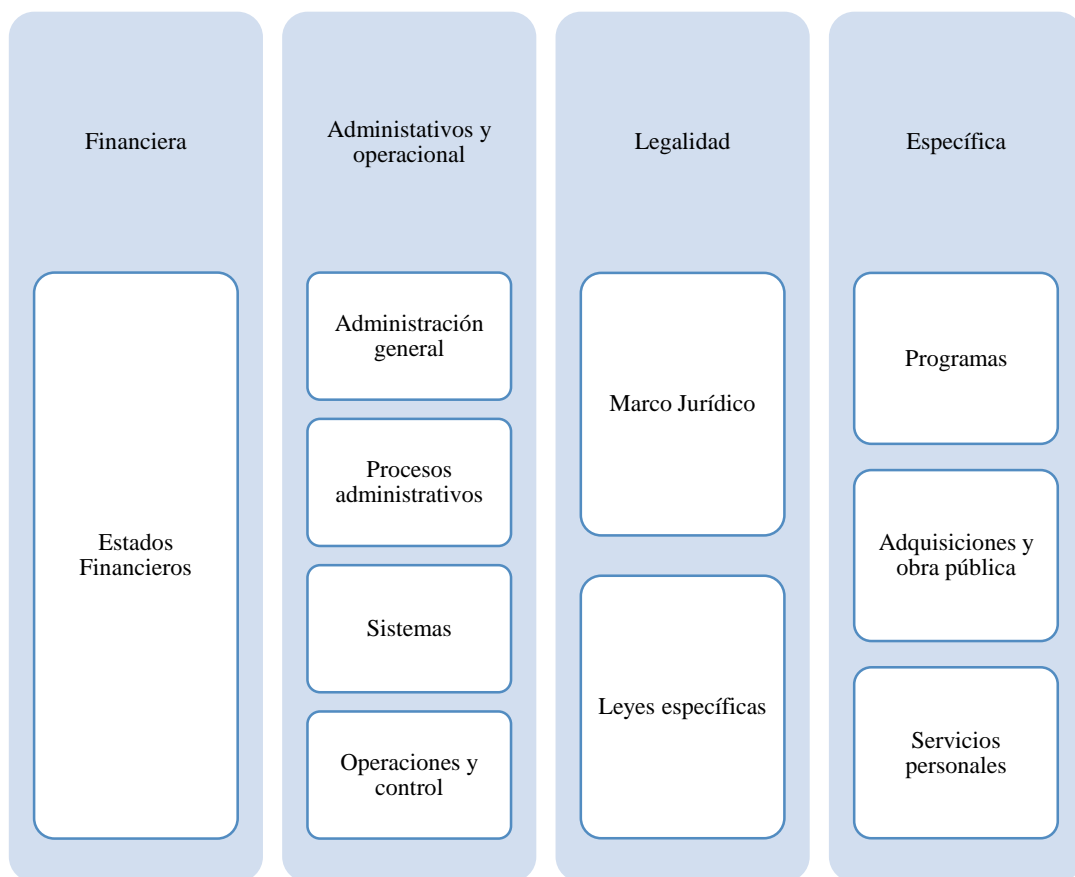 Financiera
Estados
Financieros
Administativos y
operacional
Administración
general
Procesos
administrativos
Sistemas
Operaciones y
control
Legalidad
Marco Jurídico
Leyes específicas
Específica
Programas
Adquisiciones y
obra pública
Servicios
personales